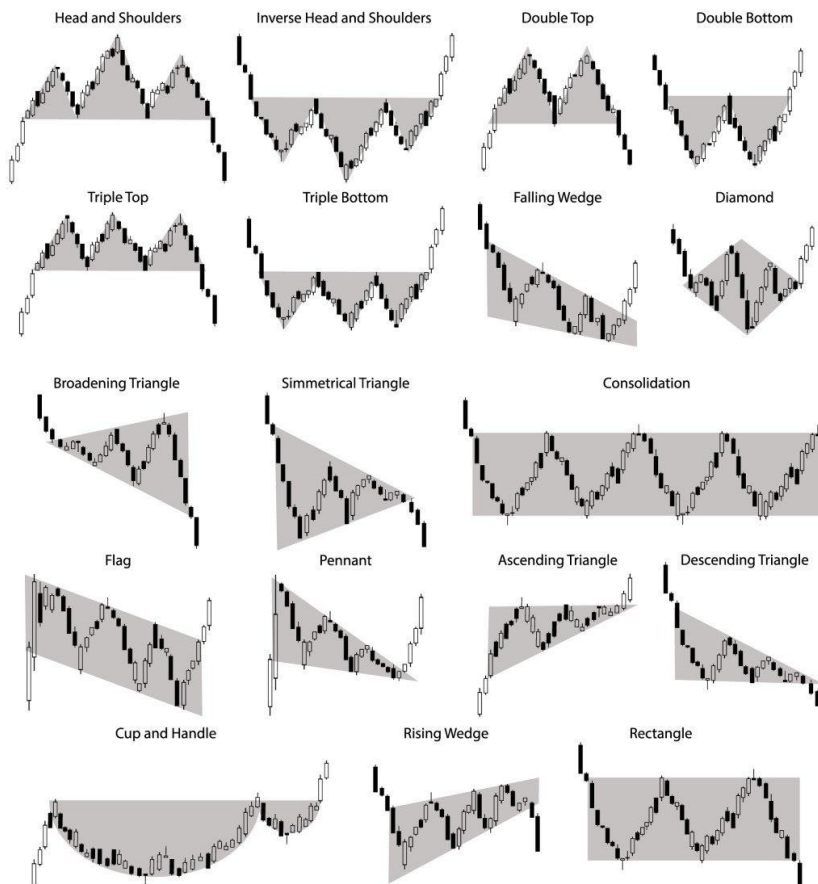 Head and Shoulders
Inverse Head and Shoulders
Double Top
Double Bottom
Triple Top
Triple Bottom
Falling Wedge
Diamond
Broadening Triangle
Simmetrical Triangle
Consolidation
Flag
Pennant
Ascending Triangle
Descending Triangle
Cup and Handle
Rising Wedge
Rectangle